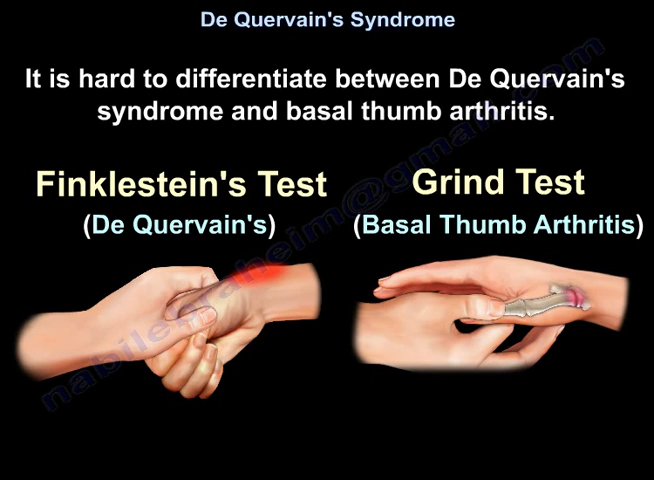 De Quervain's Syndrome
It is hard to differentiate between De Quervain's
syndrome and basal thumb arthritis.
Finklestein's Test
(De Quervain's)
Grind Test
(Basal Thumb Arthritis)